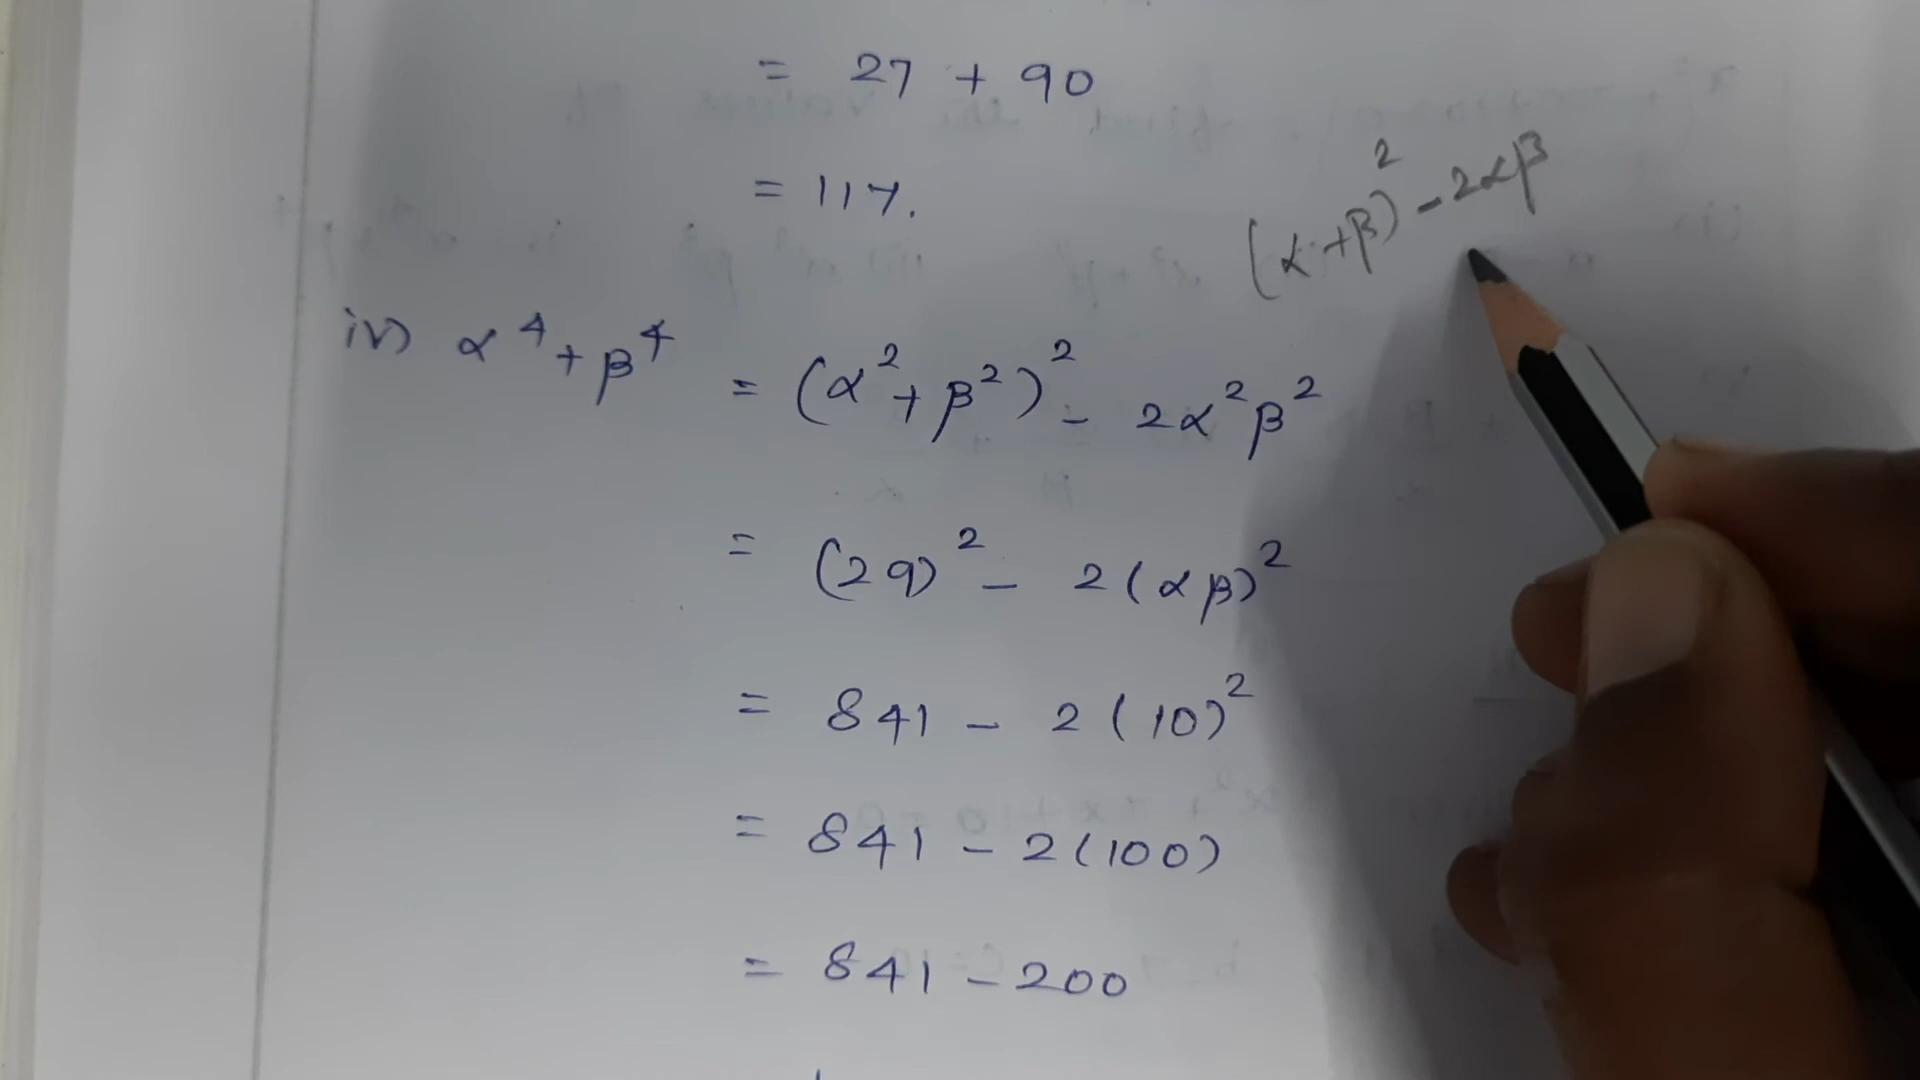 = 27 + 90
= 117.
(α+β)² - 2αβ
iv) α⁴+β⁴ = (α²+β²)² - 2α²β²
= (29)² - 2(αβ)²
= 841 - 2(10)²
= 841 - 2(100)
= 841 - 200